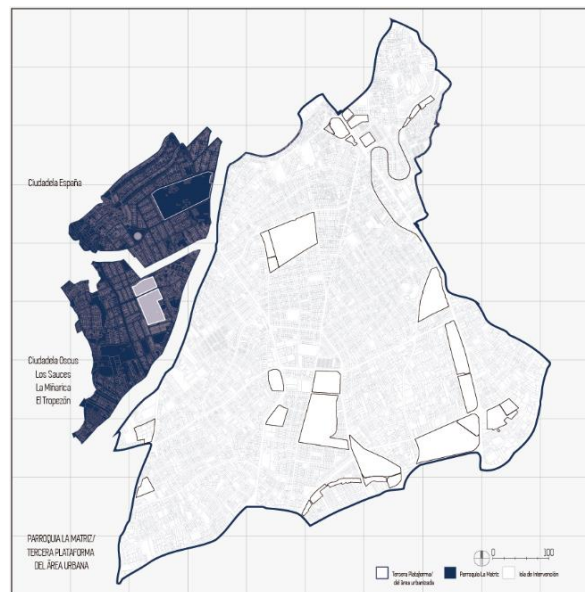 Ciudadela España
Ciudadela Oscus
Los Sauces
La Miñarica
El Tropezón
PARROQUIA LA MATRIZ/
TERCERA PLATAFORMA
DEL ÁREA URBANA
0 100
Tercera Plataforma/
del área urbanizada
Parroquia La Matriz
Isla de Intervención